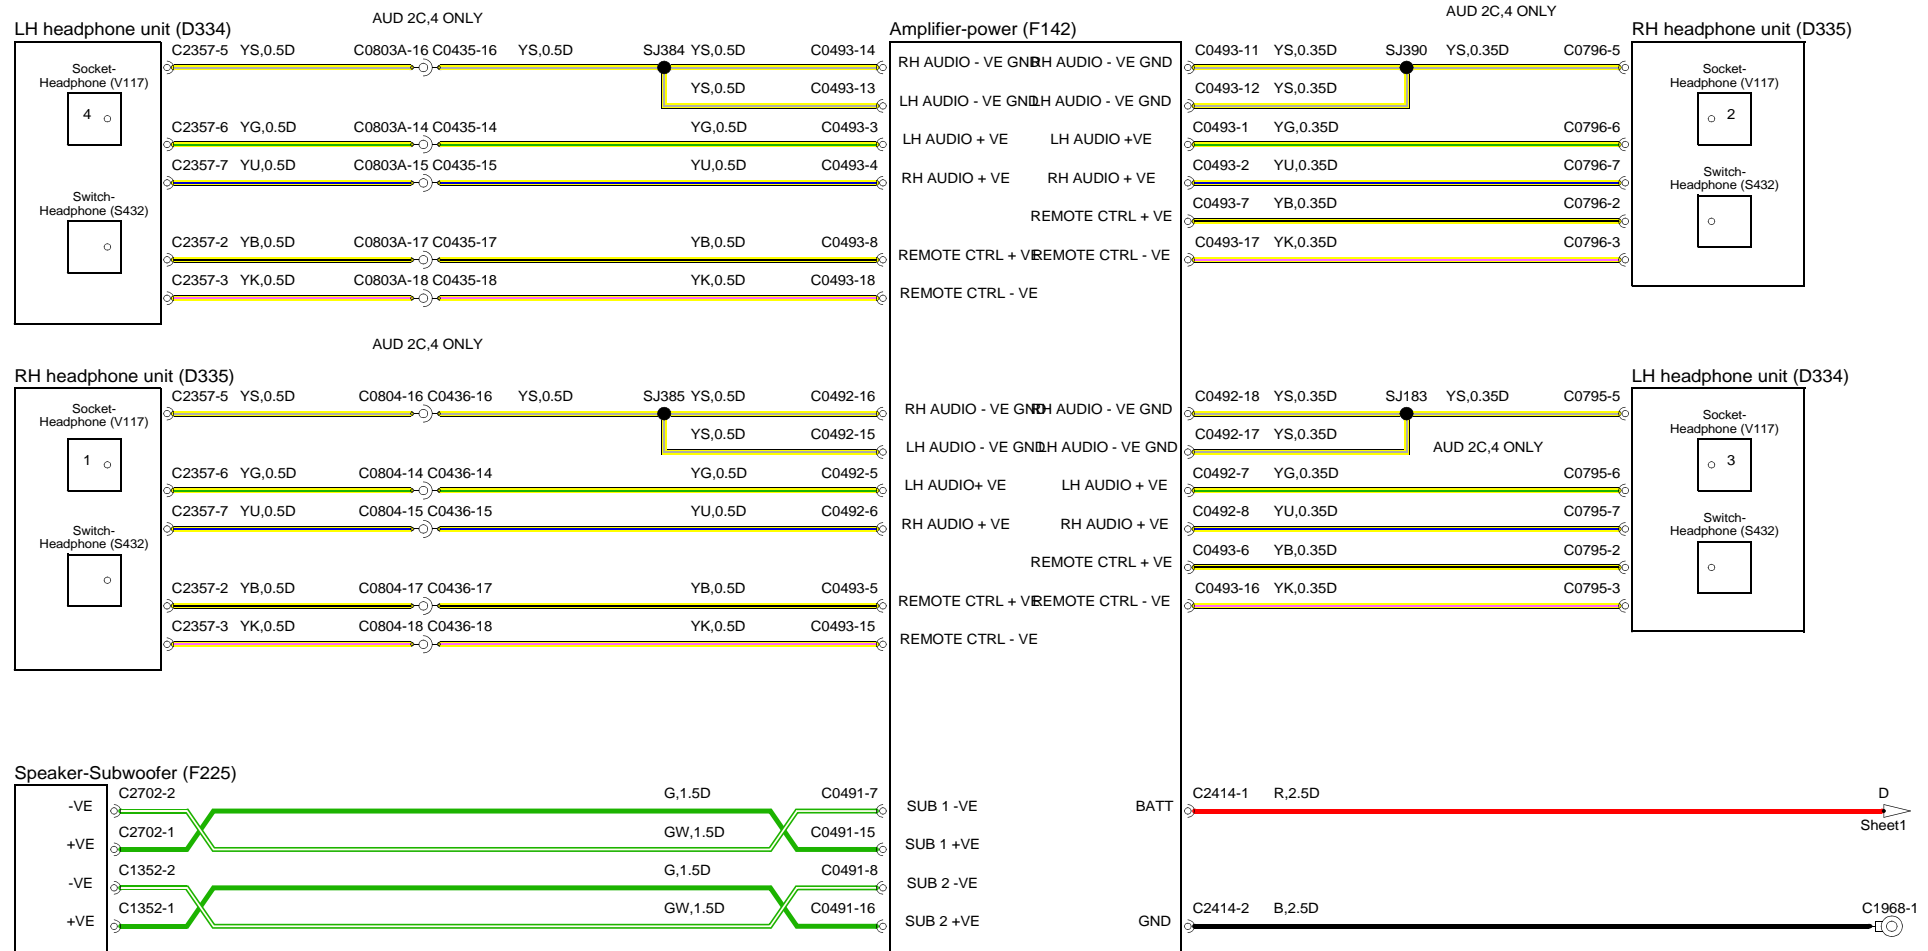 AUD 2C,4 ONLY
AUD 2C,4 ONLY
LH headphone unit (D334)
Amplifier-power (F142)
RH headphone unit (D335)
C2357-5 YS,0.5D C0803A-16 C0435-16 YS,0.5D SJ384 YS,0.5D C0493-14
RH AUDIO - VE GND RH AUDIO - VE GND
C0493-11 YS,0.35D SJ390 YS,0.35D C0796-5
Socket-
Headphone (V117)
4
YS,0.5D C0493-13
LH AUDIO - VE GND LH AUDIO - VE GND
C0493-12 YS,0.35D
Socket-
Headphone (V117)
2
C2357-6 YG,0.5D C0803A-14 C0435-14 YG,0.5D C0493-3
LH AUDIO + VE LH AUDIO +VE
C0493-1 YG,0.35D C0796-6
C2357-7 YU,0.5D C0803A-15 C0435-15 YU,0.5D C0493-4
RH AUDIO + VE RH AUDIO + VE
C0493-2 YU,0.35D C0796-7
Switch-
Headphone (S432)
Switch-
Headphone (S432)
REMOTE CTRL + VE
C0493-7 YB,0.35D C0796-2
C2357-2 YB,0.5D C0803A-17 C0435-17 YB,0.5D C0493-8
REMOTE CTRL + VE REMOTE CTRL - VE
C0493-17 YK,0.35D C0796-3
C2357-3 YK,0.5D C0803A-18 C0435-18 YK,0.5D C0493-18
REMOTE CTRL - VE
AUD 2C,4 ONLY
RH headphone unit (D335)
LH headphone unit (D334)
C2357-5 YS,0.5D C0804-16 C0436-16 YS,0.5D SJ385 YS,0.5D C0492-16
RH AUDIO - VE GND RH AUDIO - VE GND
C0492-18 YS,0.35D SJ183 YS,0.35D C0795-5
Socket-
Headphone (V117)
1
YS,0.5D C0492-15
LH AUDIO - VE GND LH AUDIO - VE GND
C0492-17 YS,0.35D
AUD 2C,4 ONLY
Socket-
Headphone (V117)
3
C2357-6 YG,0.5D C0804-14 C0436-14 YG,0.5D C0492-5
LH AUDIO+ VE LH AUDIO + VE
C0492-7 YG,0.35D C0795-6
C2357-7 YU,0.5D C0804-15 C0436-15 YU,0.5D C0492-6
RH AUDIO + VE RH AUDIO + VE
C0492-8 YU,0.35D C0795-7
Switch-
Headphone (S432)
Switch-
Headphone (S432)
REMOTE CTRL + VE
C0493-6 YB,0.35D C0795-2
C2357-2 YB,0.5D C0804-17 C0436-17 YB,0.5D C0493-5
REMOTE CTRL + VE REMOTE CTRL - VE
C0493-16 YK,0.35D C0795-3
C2357-3 YK,0.5D C0804-18 C0436-18 YK,0.5D C0493-15
REMOTE CTRL - VE
Speaker-Subwoofer (F225)
-VE C2702-2 G,1.5D C0491-7 SUB 1 -VE
BATT C2414-1 R,2.5D D
Sheet1
+VE C2702-1 GW,1.5D C0491-15 SUB 1 +VE
-VE C1352-2 G,1.5D C0491-8 SUB 2 -VE
+VE C1352-1 GW,1.5D C0491-16 SUB 2 +VE
GND C2414-2 B,2.5D C1968-1